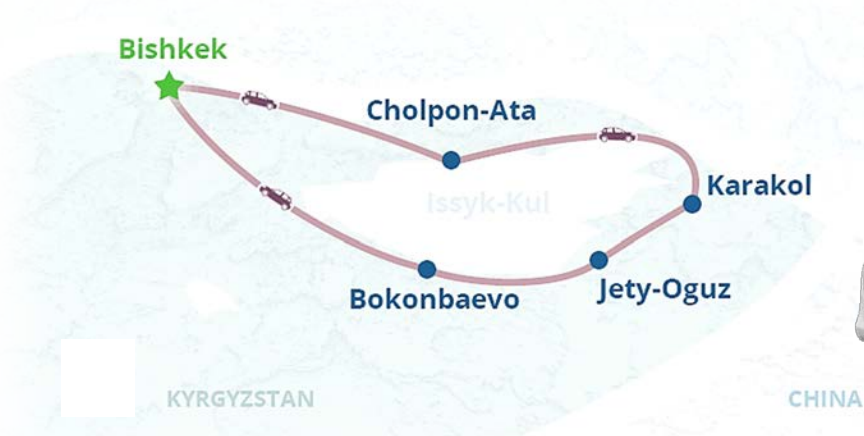 Bishkek
Cholpon-Ata
Karakol
Issyk-Kul
Jety-Oguz
Bokonbaevo
KYRGYZSTAN
CHINA